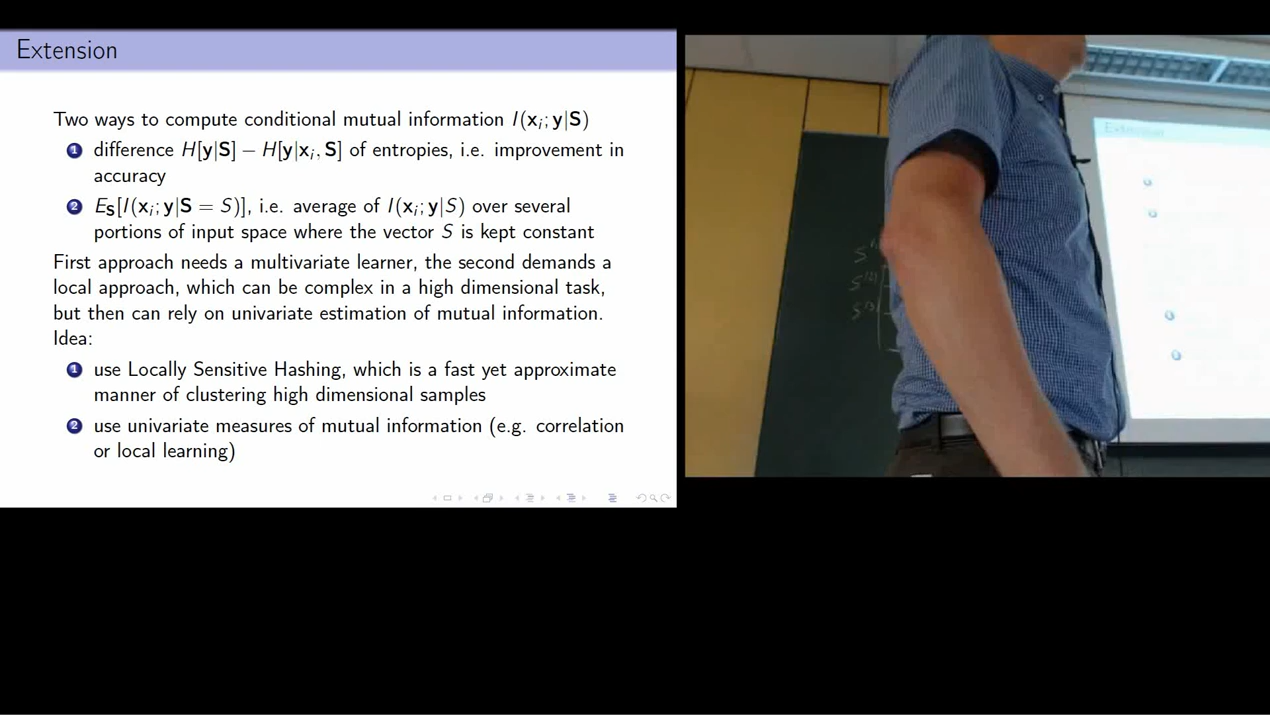 Extension
Two ways to compute conditional mutual information I(xᵢ; y|S)
1 difference H[y|S] − H[y|xᵢ, S] of entropies, i.e. improvement in
accuracy
2 E_S[I(xᵢ; y|S = S)], i.e. average of I(xᵢ; y|S) over several
portions of input space where the vector S is kept constant
First approach needs a multivariate learner, the second demands a
local approach, which can be complex in a high dimensional task,
but then can rely on univariate estimation of mutual information.
Idea:
1 use Locally Sensitive Hashing, which is a fast yet approximate
manner of clustering high dimensional samples
2 use univariate measures of mutual information (e.g. correlation
or local learning)
Extension
S⁽²⁾
S⁽³⁾